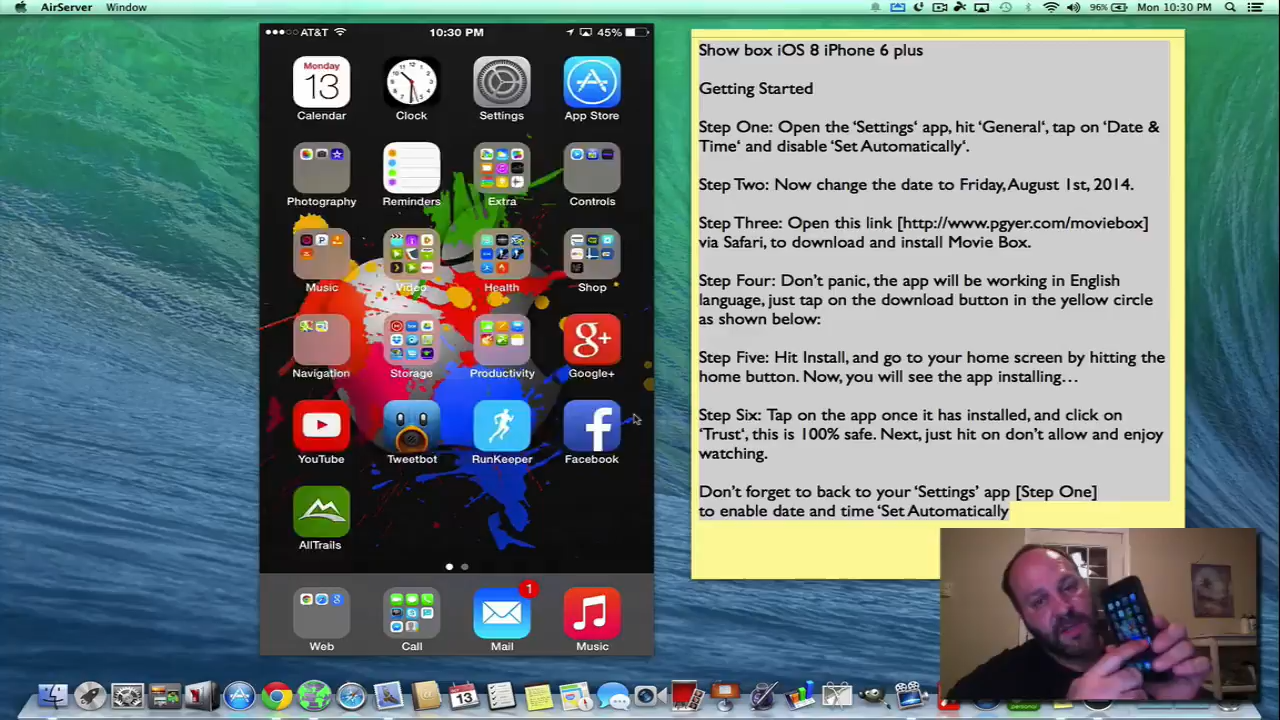 AirServer Window
96% Mon 10:30 PM
AT&T 10:30 PM 45%
Monday
13
Calendar Clock Settings App Store
Photography Reminders Extra Controls
Music Video Health Shop
Navigation Storage Productivity Google+
g+
YouTube Tweetbot RunKeeper Facebook
AllTrails
1
Web Call Mail Music
Show box iOS 8 iPhone 6 plus
Getting Started
Step One: Open the ‘Settings‘ app, hit ‘General‘, tap on ‘Date &
Time‘ and disable ‘Set Automatically‘.
Step Two: Now change the date to Friday, August 1st, 2014.
Step Three: Open this link [http://www.pgyer.com/moviebox]
via Safari, to download and install Movie Box.
Step Four: Don’t panic, the app will be working in English
language, just tap on the download button in the yellow circle
as shown below:
Step Five: Hit Install, and go to your home screen by hitting the
home button. Now, you will see the app installing…
Step Six: Tap on the app once it has installed, and click on
‘Trust‘, this is 100% safe. Next, just hit on don’t allow and enjoy
watching.
Don’t forget to back to your ‘Settings’ app [Step One]
to enable date and time ‘Set Automatically
13